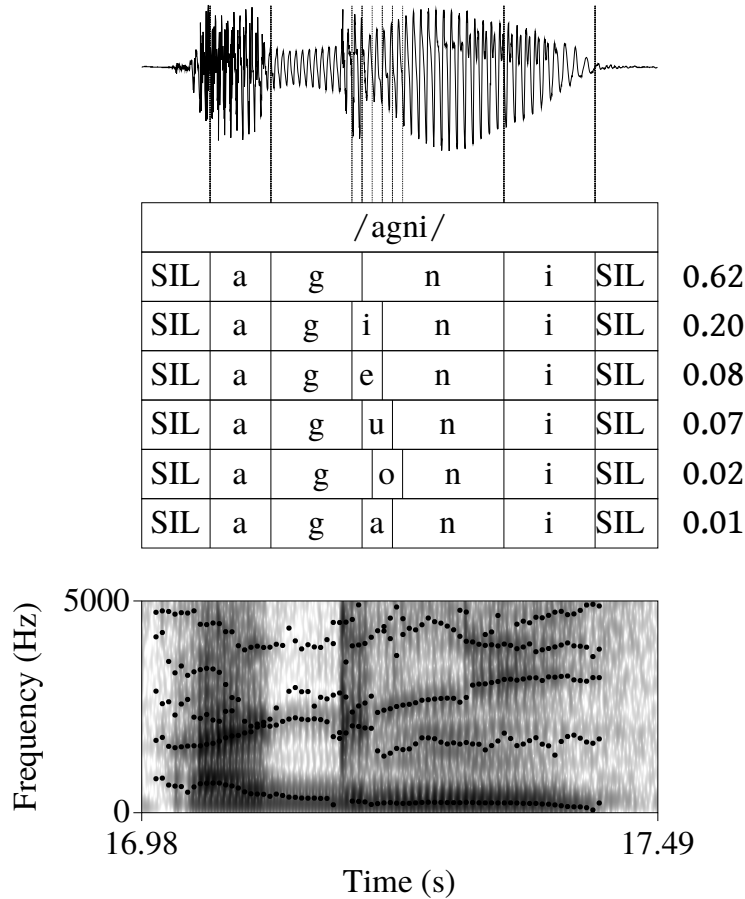 /agni/
SIL a g n i SIL 0.62
SIL a g i n i SIL 0.20
SIL a g e n i SIL 0.08
SIL a g u n i SIL 0.07
SIL a g o n i SIL 0.02
SIL a g a n i SIL 0.01
5000
Frequency (Hz)
0
16.98 17.49
Time (s)